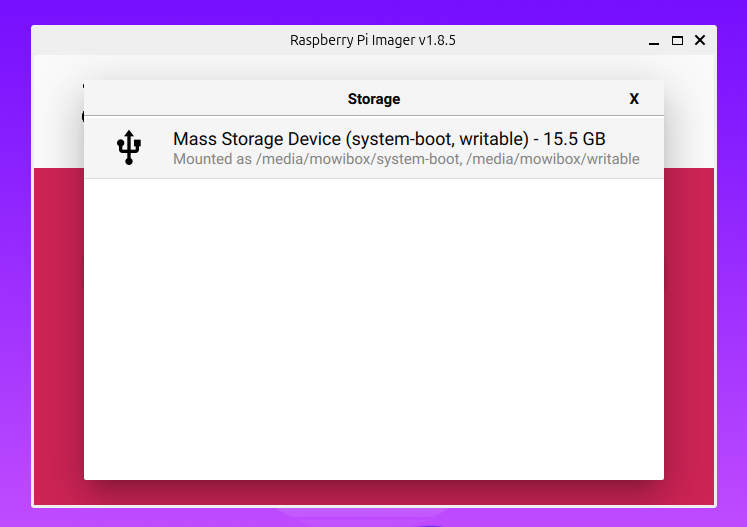 Raspberry Pi Imager v1.8.5
Storage
X
Mass Storage Device (system-boot, writable) - 15.5 GB
Mounted as /media/mowibox/system-boot, /media/mowibox/writable